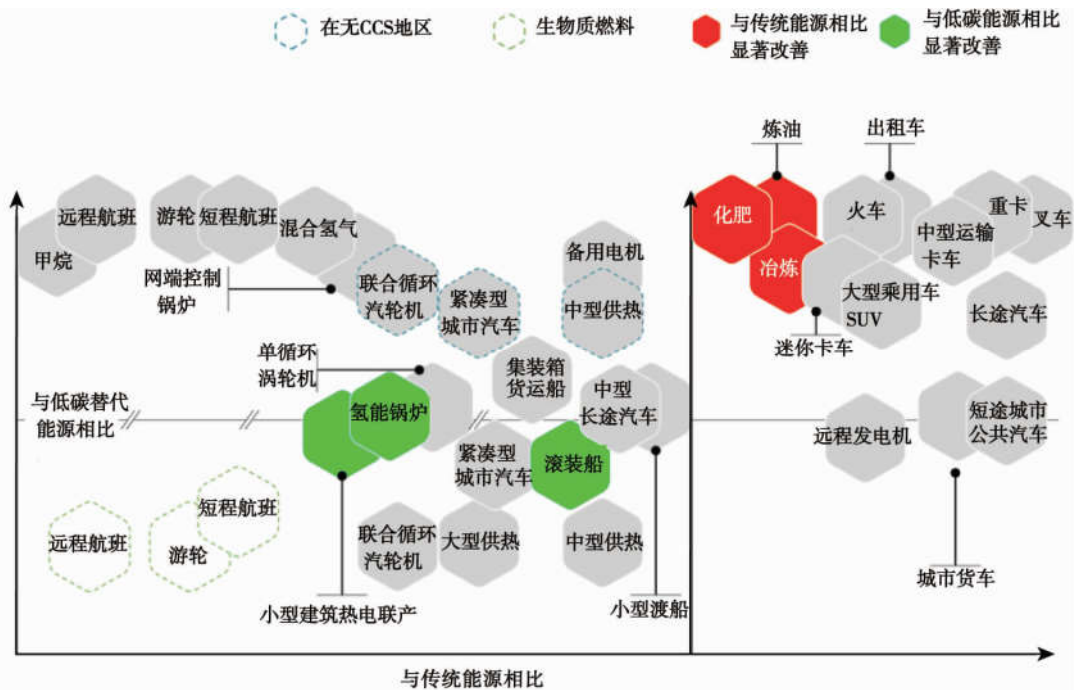 在无CCS地区
生物质燃料
与传统能源相比
显著改善
与低碳能源相比
显著改善
炼油
出租车
远程航班
游轮
短程航班
混合氢气
甲烷
网端控制
锅炉
联合循环
汽轮机
紧凑型
城市汽车
备用电机
中型供热
化肥
冶炼
火车
重卡
叉车
中型运输
卡车
大型乘用车
SUV
迷你卡车
长途汽车
单循环
涡轮机
集装箱
货运船
中型
长途汽车
与低碳替代
能源相比
氢能锅炉
紧凑型
城市汽车
滚装船
远程发电机
短途城市
公共汽车
远程航班
游轮
短程航班
联合循环
汽轮机
大型供热
中型供热
小型建筑热电联产
小型渡船
城市货车
与传统能源相比